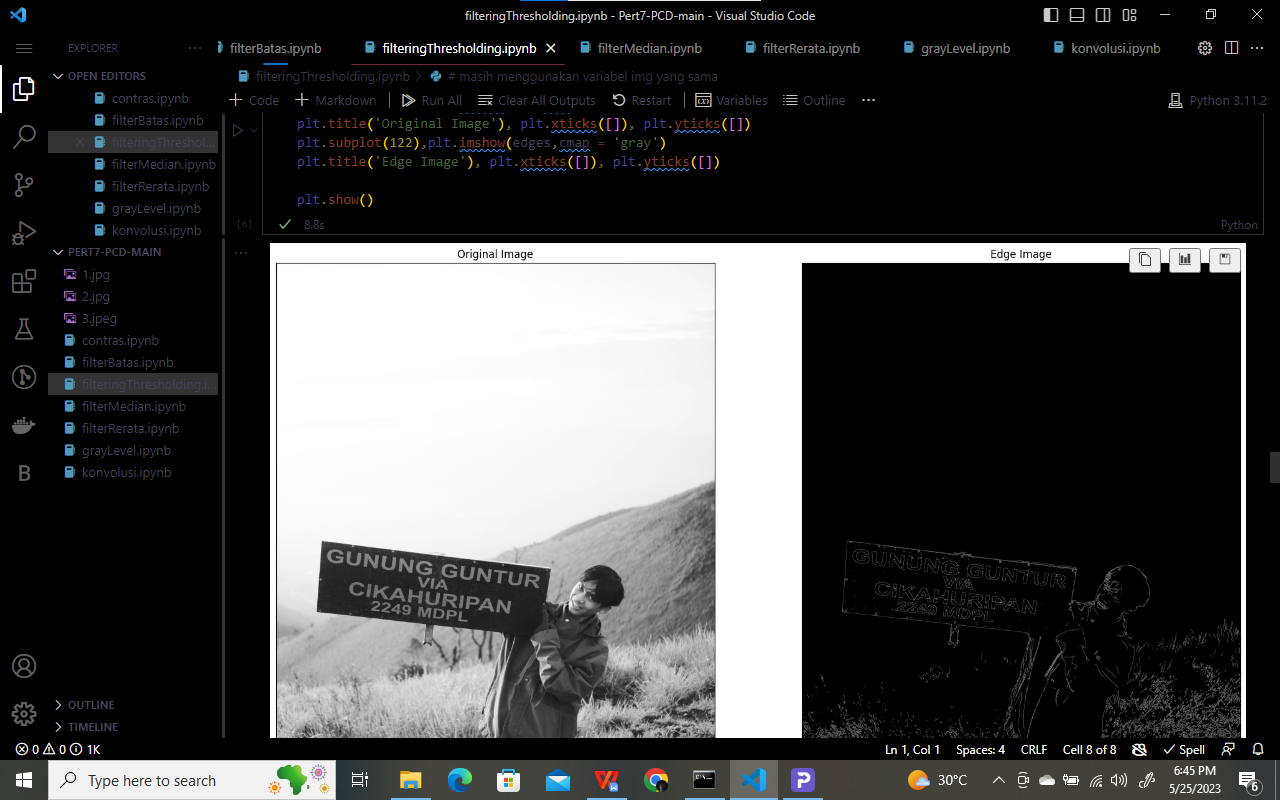 filteringThresholding.ipynb - Pert7-PCD-main - Visual Studio Code
EXPLORER
filterBatas.ipynb
filteringThresholding.ipynb
filterMedian.ipynb
filterRerata.ipynb
grayLevel.ipynb
konvolusi.ipynb
OPEN EDITORS
contras.ipynb
filterBatas.ipynb
filteringThreshol...
filterMedian.ipynb
filterRerata.ipynb
grayLevel.ipynb
konvolusi.ipynb
PERT7-PCD-MAIN
1.jpg
2.jpg
3.jpeg
contras.ipynb
filterBatas.ipynb
filteringThresholding.i...
filterMedian.ipynb
filterRerata.ipynb
grayLevel.ipynb
konvolusi.ipynb
OUTLINE
TIMELINE
filteringThresholding.ipynb > # masih menggunakan variabel img yang sama
+ Code + Markdown Run All Clear All Outputs Restart Variables Outline ... Python 3.11.2
plt.title('Original Image'), plt.xticks([]), plt.yticks([])
plt.subplot(122),plt.imshow(edges,cmap = 'gray')
plt.title('Edge Image'), plt.xticks([]), plt.yticks([])
plt.show()
[6] 8.8s Python
Original Image
GUNUNG GUNTUR
VIA
CIKAHURIPAN
2249 MDPL
Edge Image
GUNUNG GUNTUR
VIA
CIKAHURIPAN
2249 MDPL
0 0 1K
Ln 1, Col 1 Spaces: 4 CRLF Cell 8 of 8 Spell
Type here to search
30°C
6:45 PM
5/25/2023
6